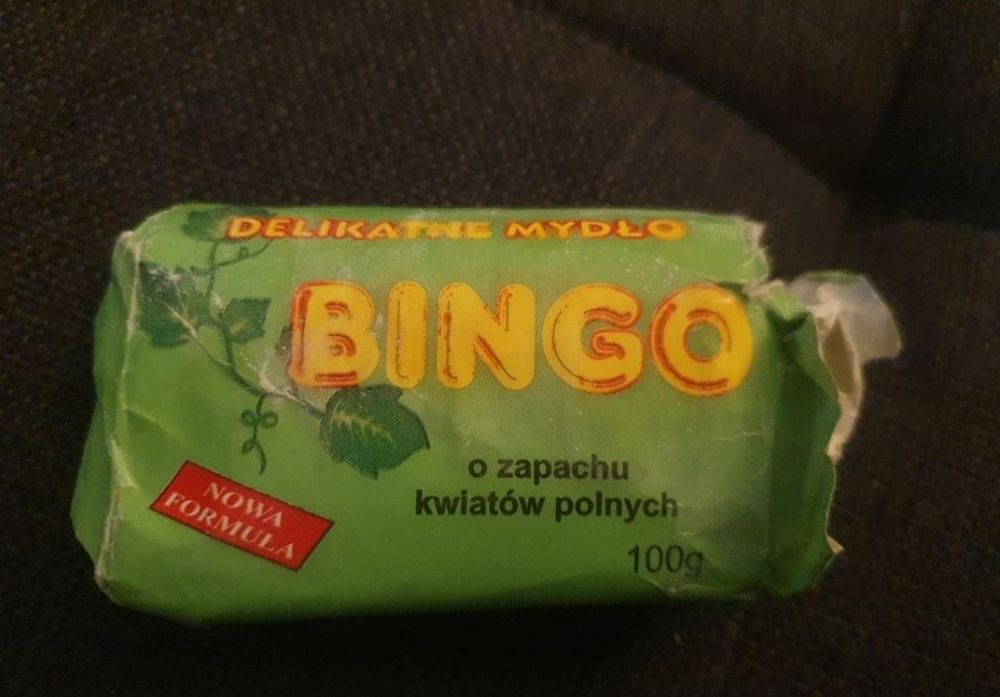 DELIKATNE MYDŁO
BINGO
o zapachu
kwiatów polnych
NOWA
FORMUŁA
100g